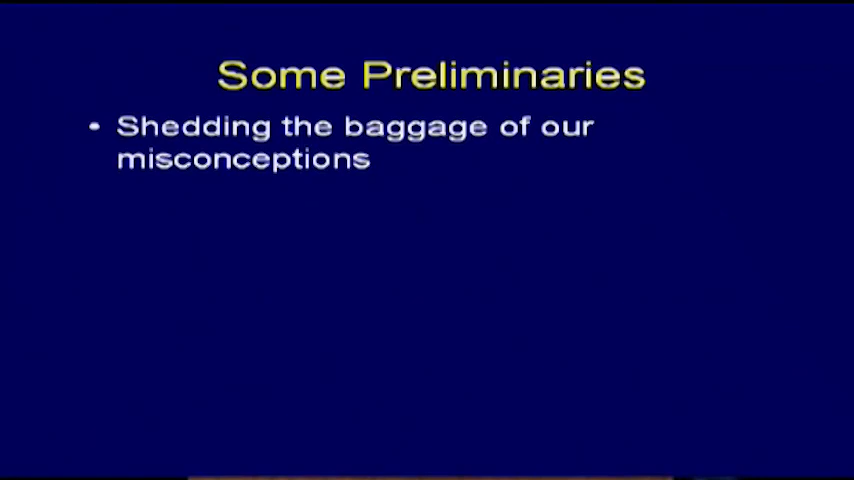 Some Preliminaries
• Shedding the baggage of our
misconceptions